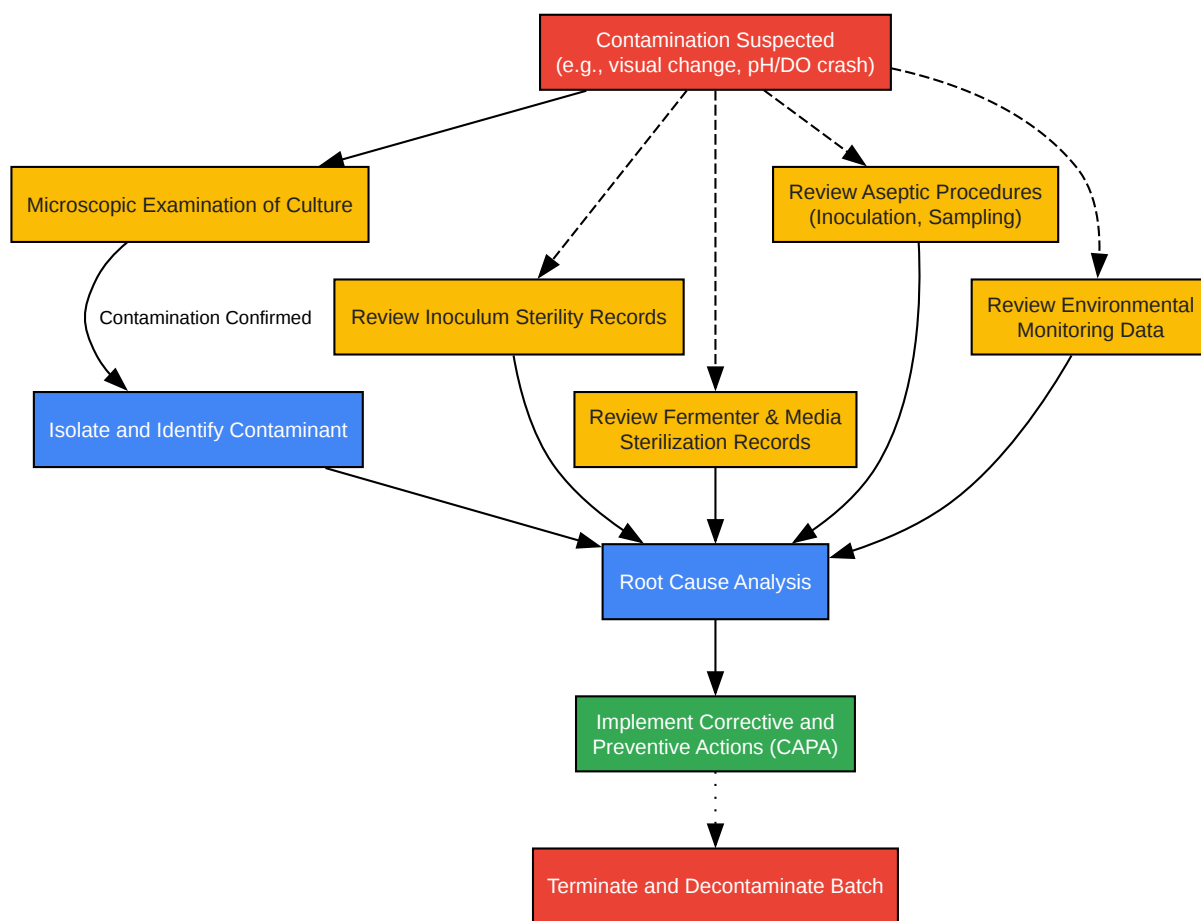 Contamination Suspected
(e.g., visual change, pH/DO crash)
Microscopic Examination of Culture
Review Aseptic Procedures
(Inoculation, Sampling)
Contamination Confirmed
Review Inoculum Sterility Records
Review Environmental
Monitoring Data
Isolate and Identify Contaminant
Review Fermenter & Media
Sterilization Records
Root Cause Analysis
Implement Corrective and
Preventive Actions (CAPA)
Terminate and Decontaminate Batch